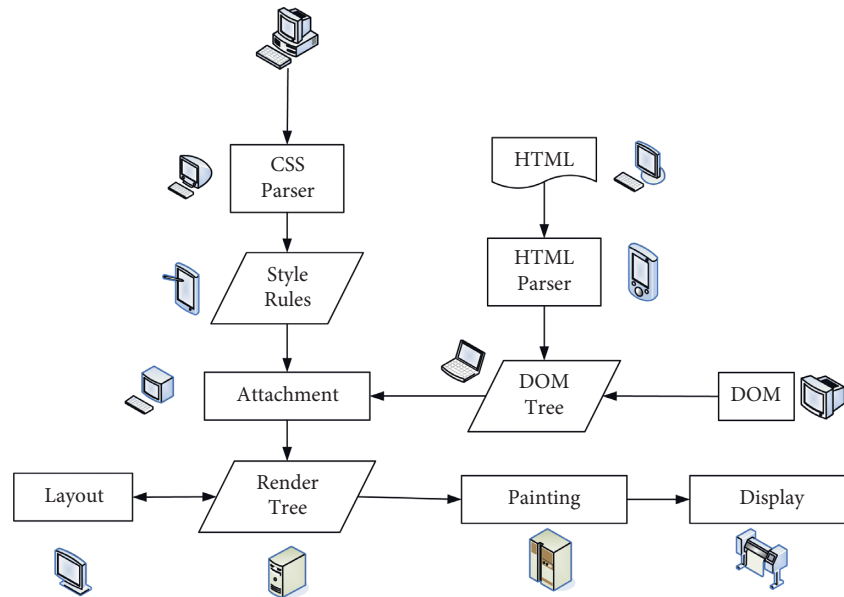 CSS
Parser
HTML
Style
Rules
HTML
Parser
Attachment
DOM
Tree
DOM
Layout
Render
Tree
Painting
Display